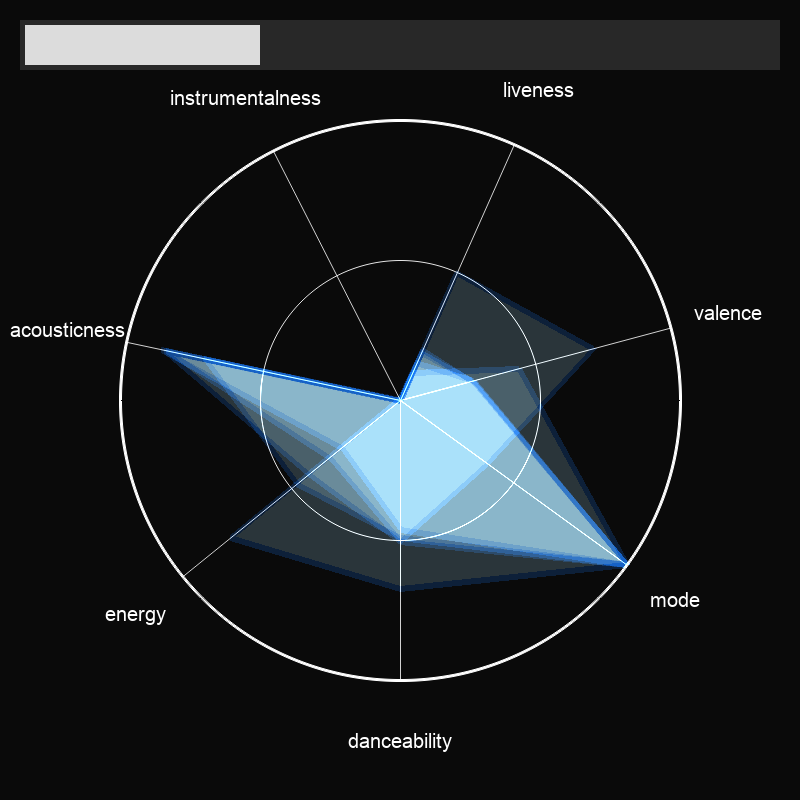 liveness
instrumentalness
valence
acousticness
mode
energy
danceability